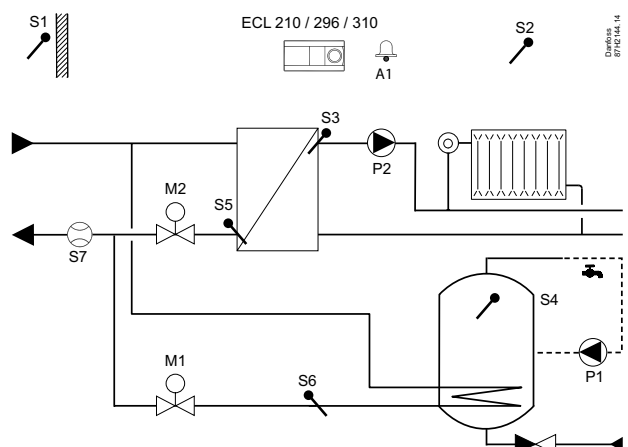 S1
ECL 210 / 296 / 310
A1
S2
Danfoss
87H2144.14
S3
P2
M2
S5
S7
S4
P1
M1
S6